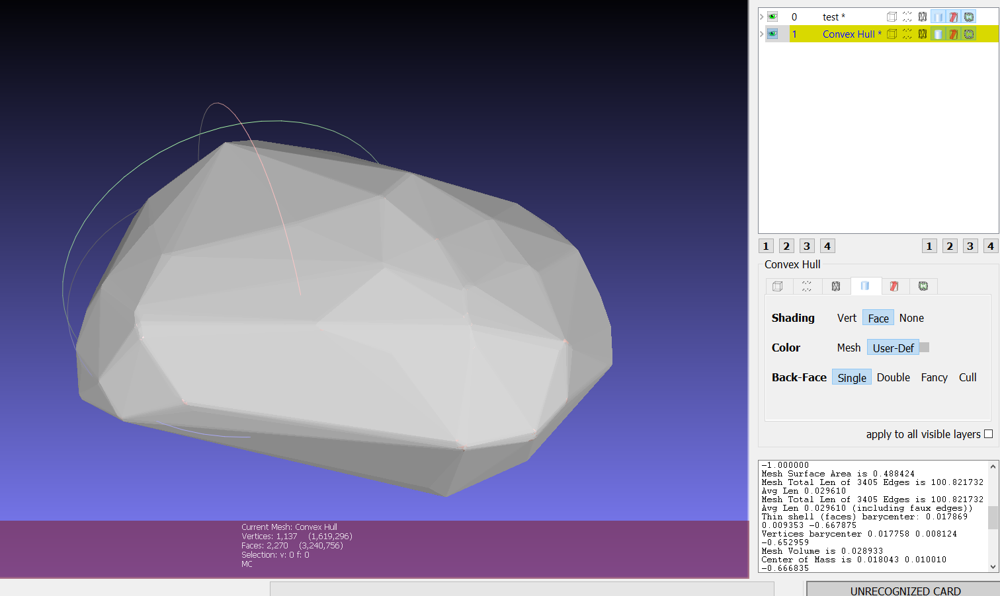 0 test *
1 Convex Hull *
1 2 3 4 1 2 3 4
Convex Hull
Shading Vert Face None
Color Mesh User-Def
Back-Face Single Double Fancy Cull
apply to all visible layers
-1.000000
Mesh Surface Area is 0.488424
Mesh Total Len of 3405 Edges is 100.821732
Avg Len 0.029610
Mesh Total Len of 3405 Edges is 100.821732
Avg Len 0.029610 (including faux edges))
Thin shell (faces) barycenter: 0.017869
0.009353 -0.667875
Vertices barycenter 0.017758 0.008124
-0.652959
Mesh Volume is 0.028933
Center of Mass is 0.018043 0.010010
-0.666835
Current Mesh: Convex Hull
Vertices: 1,137 (1,619,296)
Faces: 2,270 (3,240,756)
Selection: v: 0 f: 0
MC
UNRECOGNIZED CARD